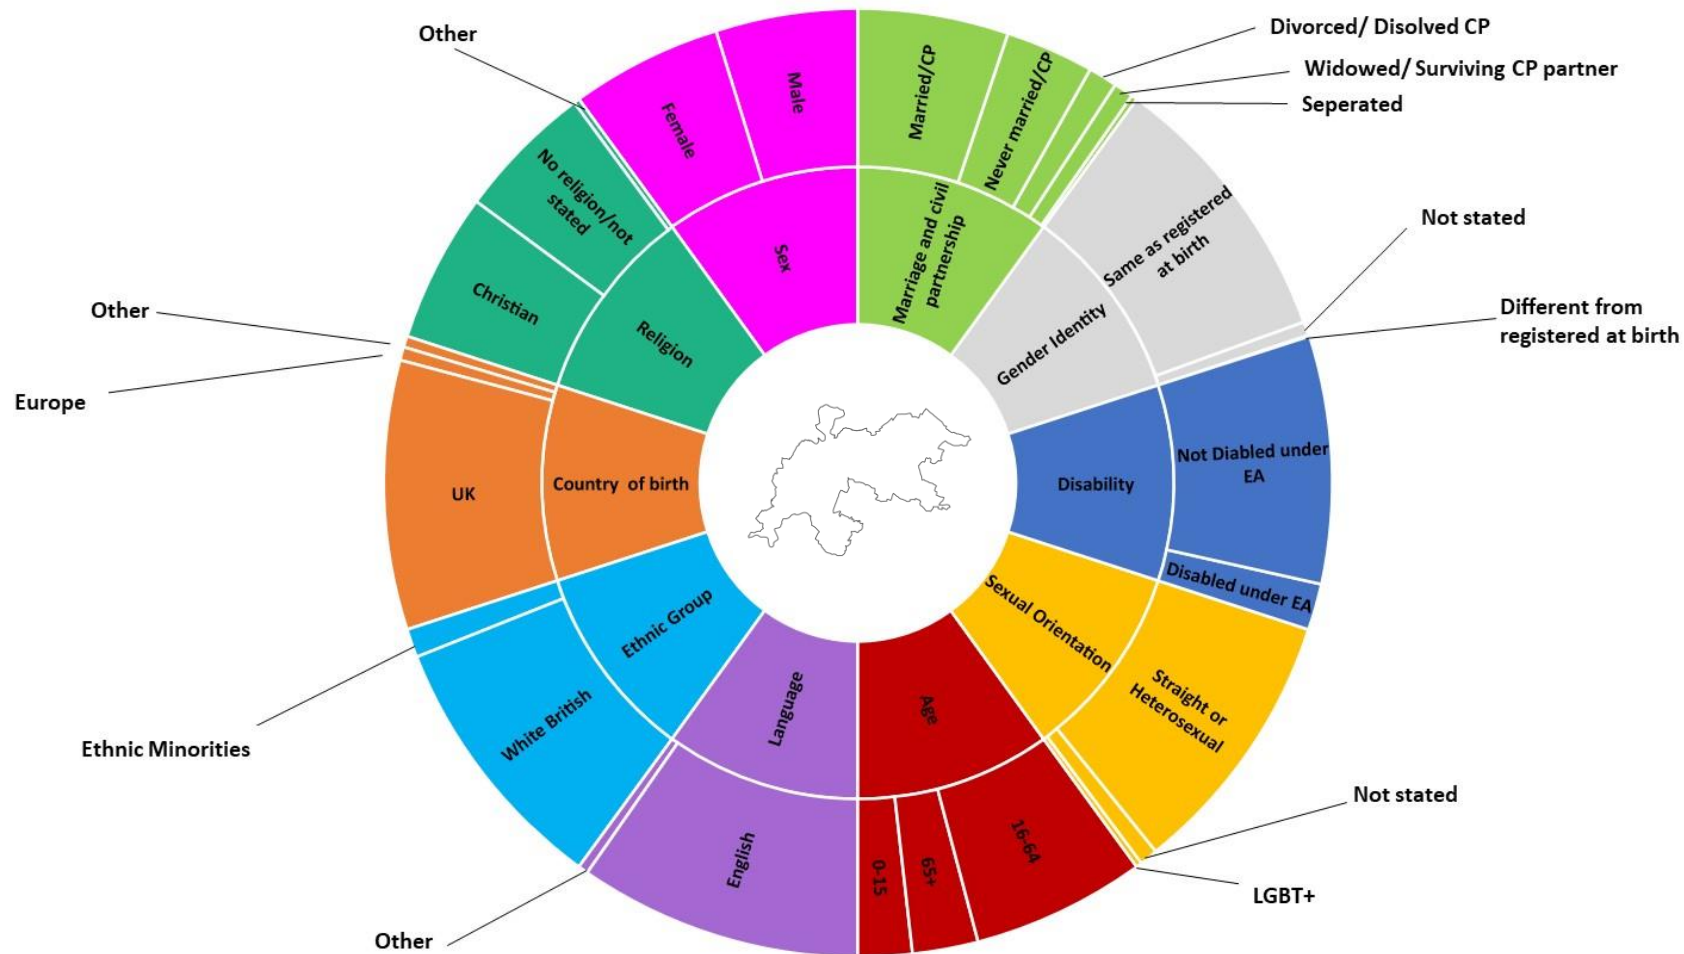 Other
Divorced/ Disolved CP
Widowed/ Surviving CP partner
Seperated
Female
Male
Married/CP
Never married/CP
No religion/not
stated
Sex
Marriage and civil
partnership
Same as registered
at birth
Not stated
Christian
Religion
Gender Identity
Different from
registered at birth
Other
Europe
UK
Country of birth
Disability
Not Diabled under
EA
Disabled under EA
Ethnic Group
Sexual Orientation
White British
Language
Age
Straight or
Heterosexual
Ethnic Minorities
English
0-15
65+
16-64
Not stated
LGBT+
Other